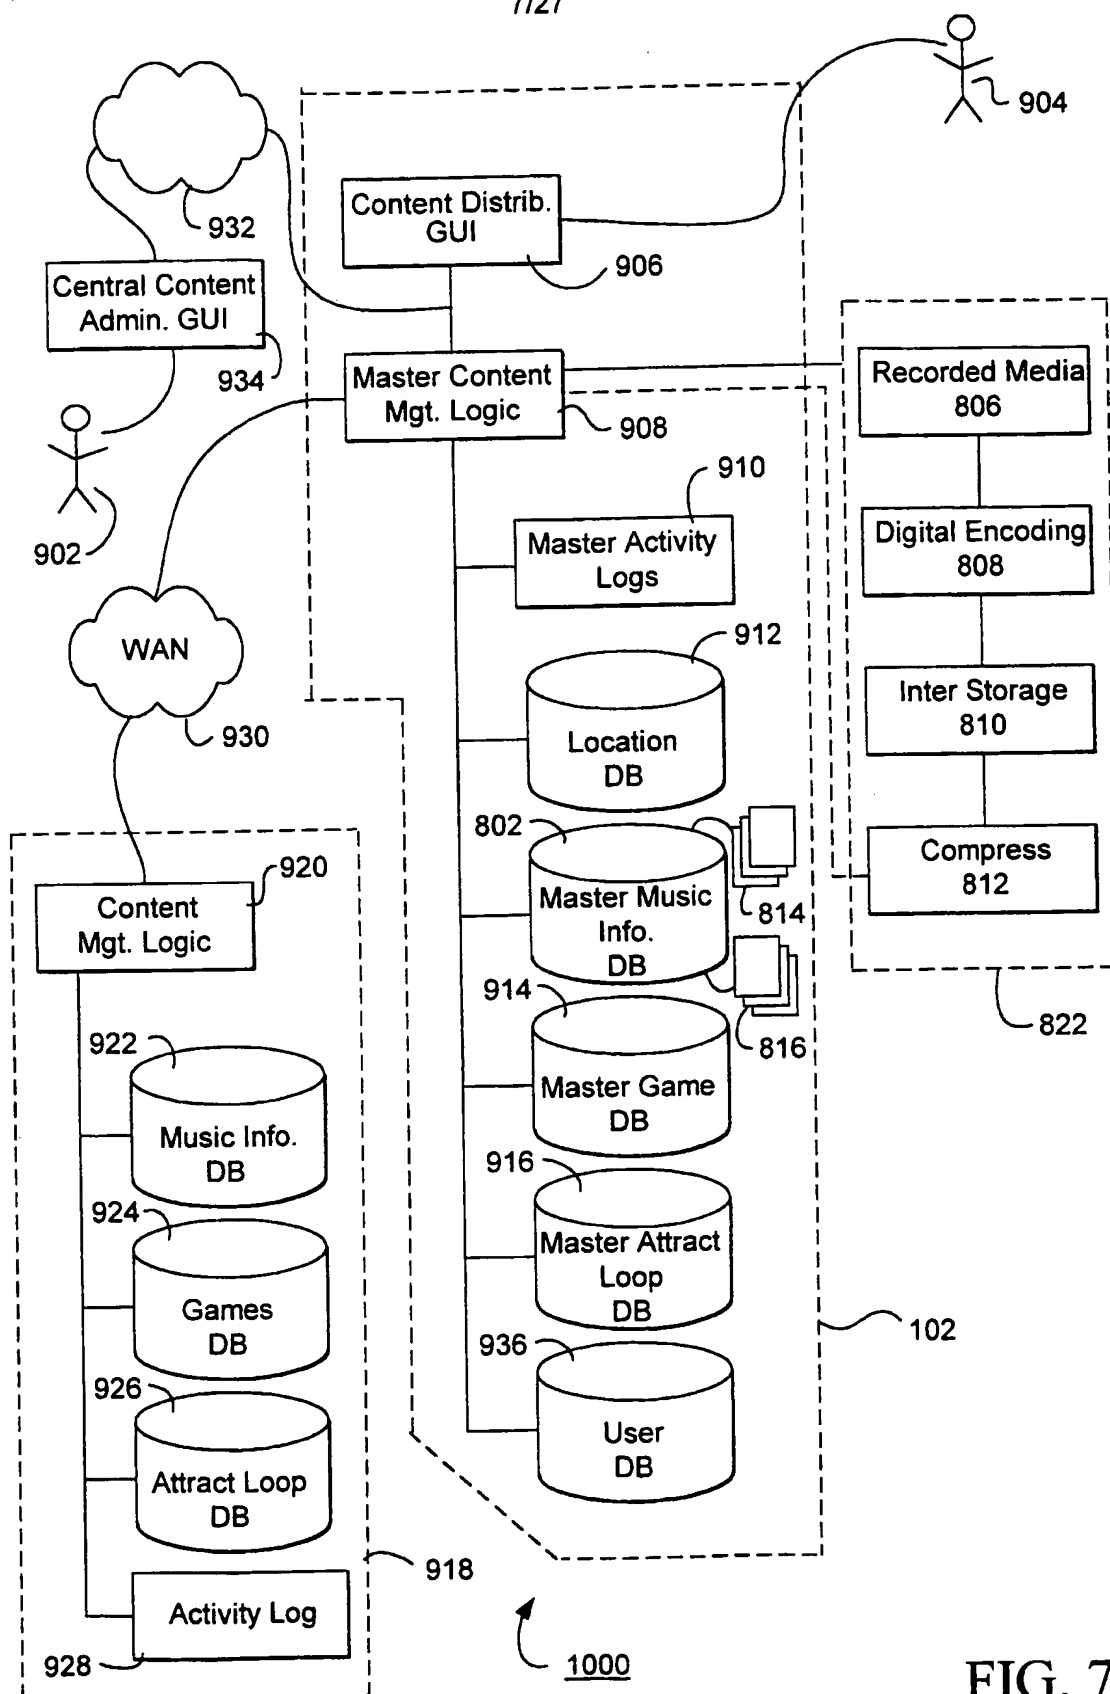 7/27
904
932
Content Distrib.
GUI
906
Central Content
Admin. GUI
934
Master Content
Mgt. Logic
908
Recorded Media
806
902
910
Master Activity
Logs
Digital Encoding
808
WAN
930
912
Location
DB
Inter Storage
810
802
Master Music
Info.
DB
814
816
Compress
812
822
920
Content
Mgt. Logic
914
Master Game
DB
922
Music Info.
DB
916
Master Attract
Loop
DB
924
Games
DB
102
936
User
DB
926
Attract Loop
DB
918
Activity Log
928
1000
FIG. 7